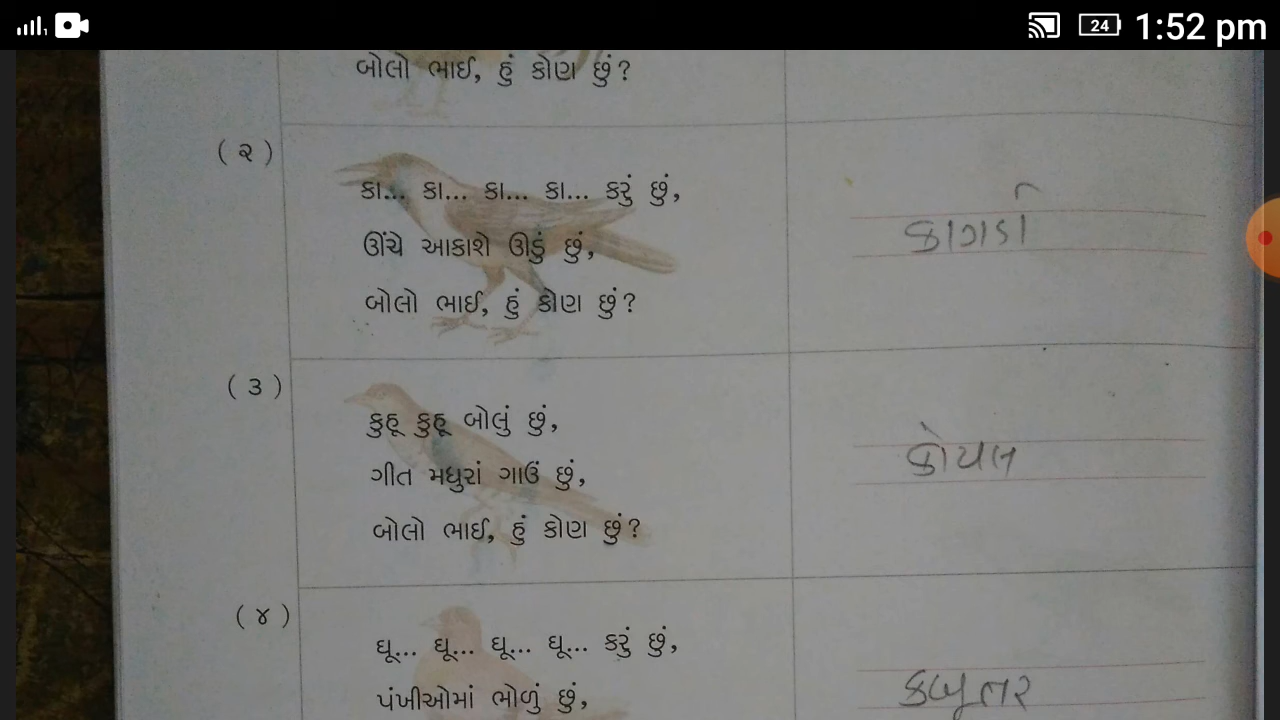 24 1:52 pm
બોલો ભાઈ, હું કોણ છું?
(૨)
કા... કા... કા... કા... કરું છું,
ઊંચે આકાશે ઊડું છું,
બોલો ભાઈ, હું કોણ છું?
કાગડો
(૩)
કુહૂ કુહૂ બોલું છું,
ગીત મધુરાં ગાઉં છું,
બોલો ભાઈ, હું કોણ છું?
કોયલ
(૪)
ઘૂ... ઘૂ... ઘૂ... ઘૂ... કરું છું,
પંખીઓમાં ભોળું છું,
કબૂતર